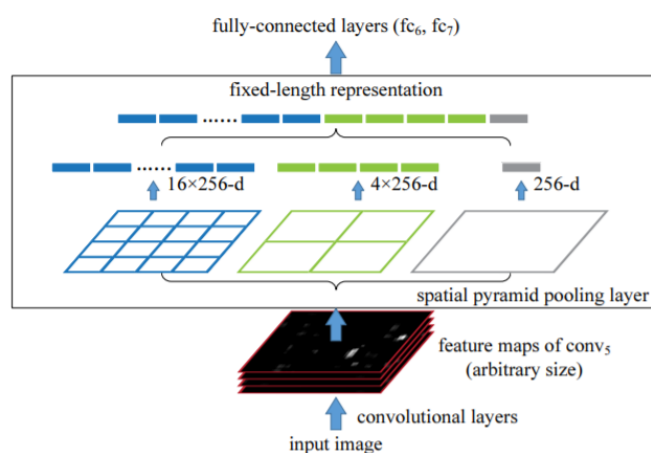 fully-connected layers (fc₆, fc₇)
fixed-length representation
......
......
16×256-d
4×256-d
256-d
spatial pyramid pooling layer
feature maps of conv₅
(arbitrary size)
convolutional layers
input image